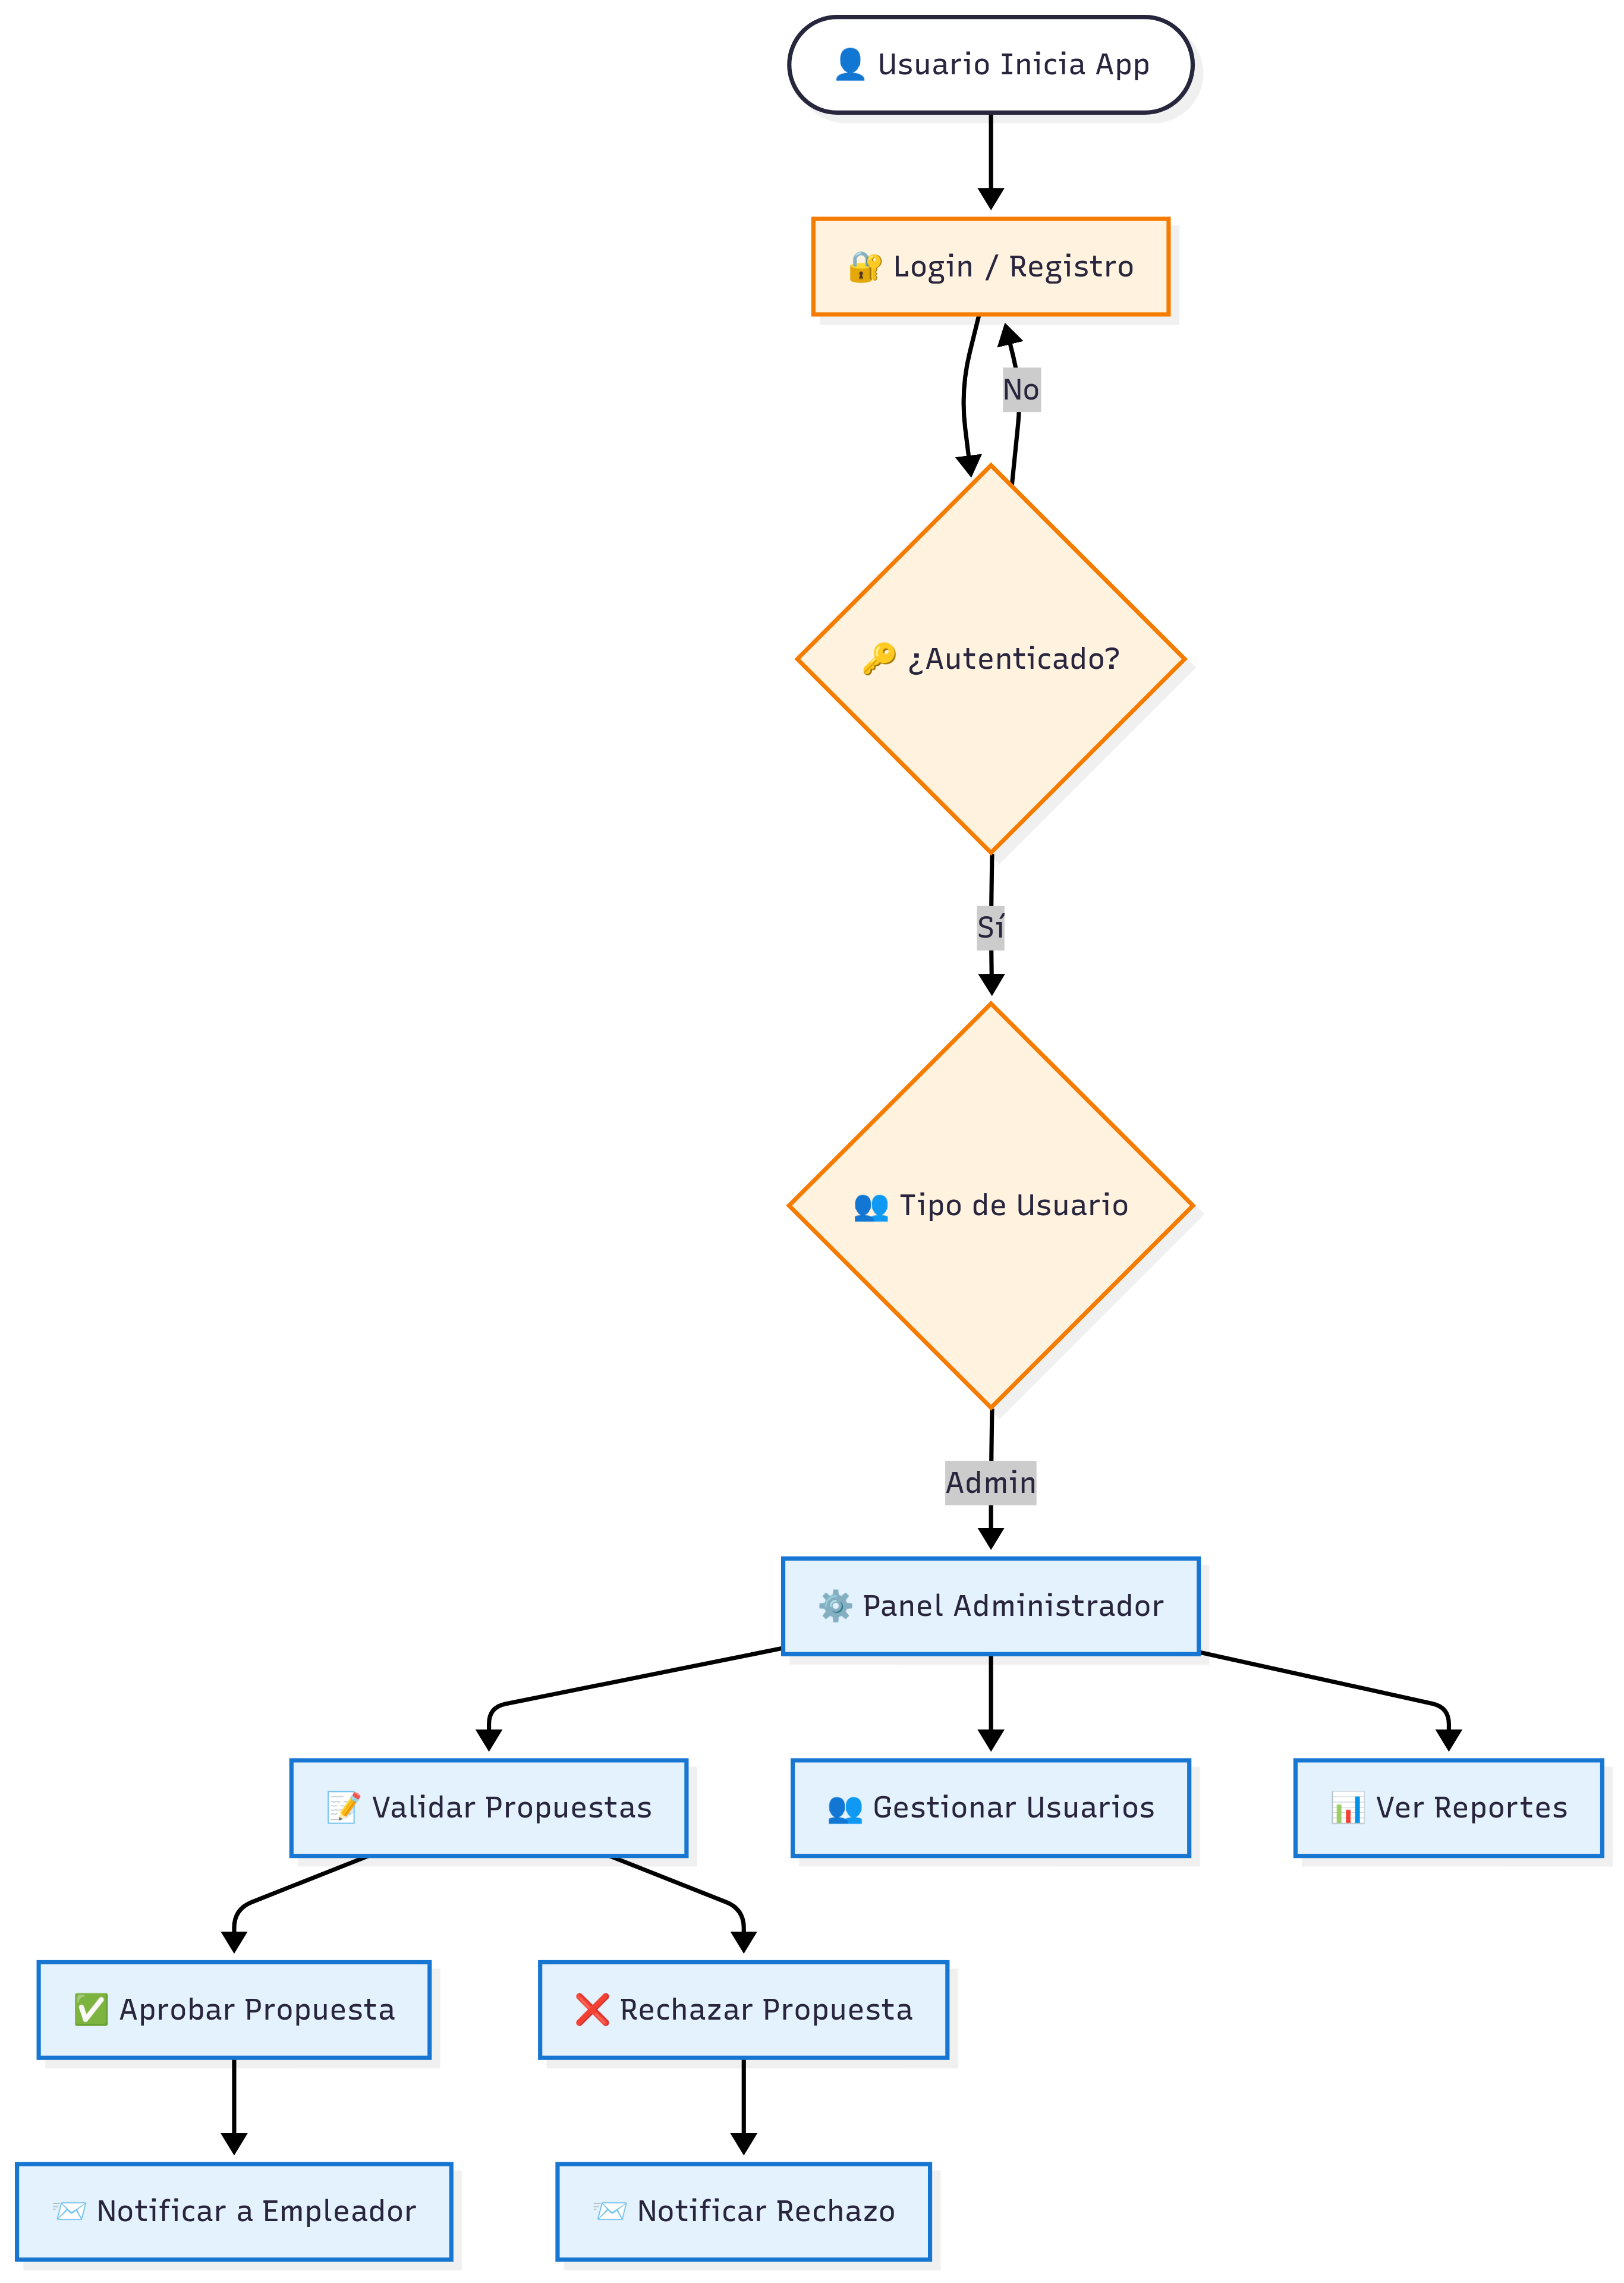 👤 Usuario Inicia App
🔐 Login / Registro
No
🔑 ¿Autenticado?
Sí
👥 Tipo de Usuario
Admin
⚙️ Panel Administrador
📝 Validar Propuestas
👥 Gestionar Usuarios
📊 Ver Reportes
✅ Aprobar Propuesta
❌ Rechazar Propuesta
📨 Notificar a Empleador
📨 Notificar Rechazo